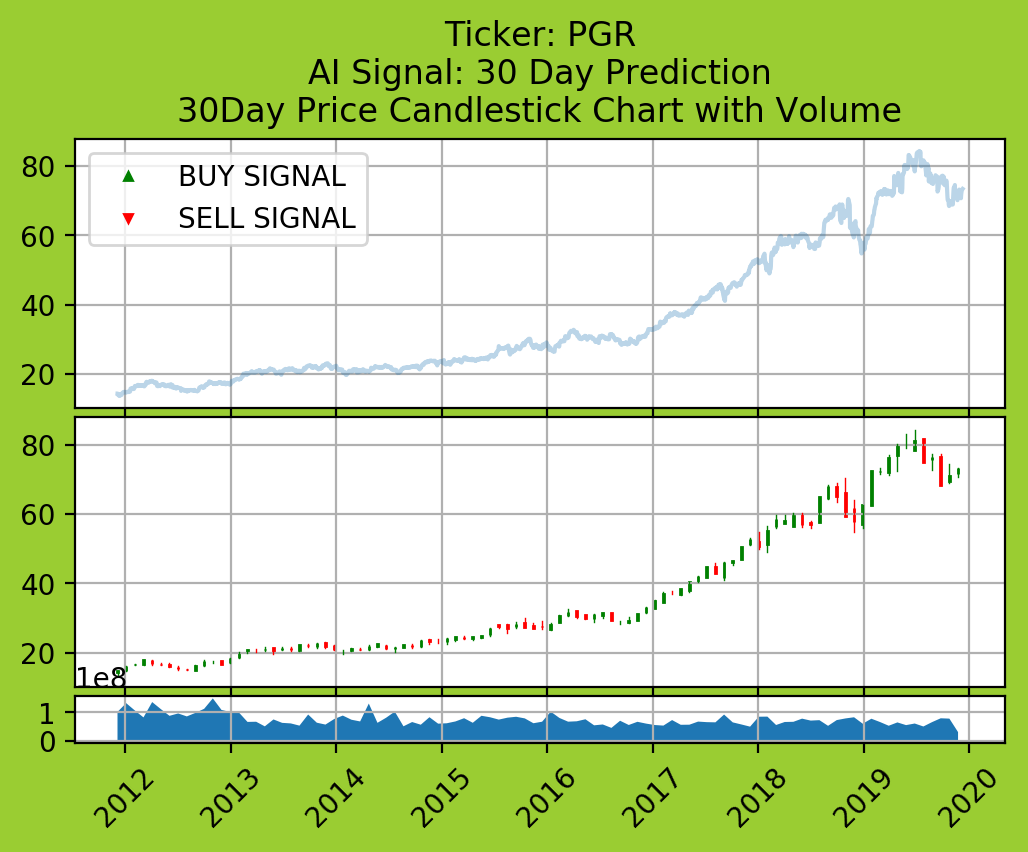 Ticker: PGR
AI Signal: 30 Day Prediction
30Day Price Candlestick Chart with Volume
80
60
40
20
BUY SIGNAL
SELL SIGNAL
80
60
40
20
1e8
1
0
2012 2013 2014 2015 2016 2017 2018 2019 2020